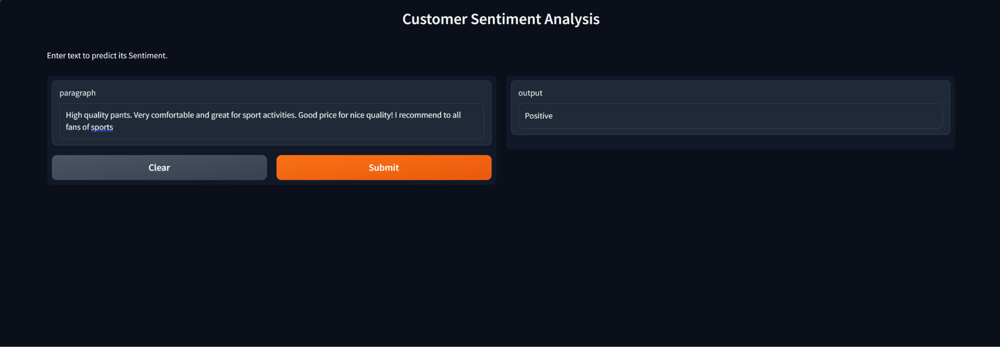 Customer Sentiment Analysis
Enter text to predict its Sentiment.
paragraph
High quality pants. Very comfortable and great for sport activities. Good price for nice quality! I recommend to all
fans of sports
Clear
Submit
output
Positive